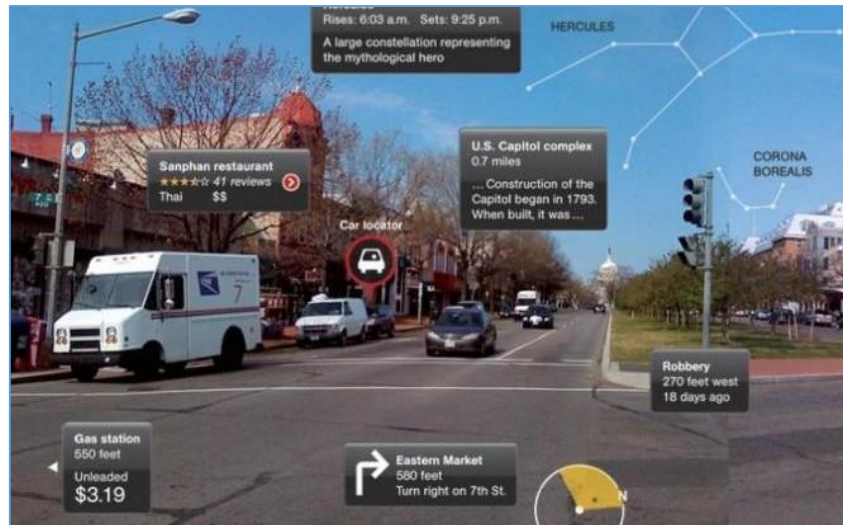 Rises: 6:03 a.m. Sets: 9:25 p.m.
A large constellation representing
the mythological hero
HERCULES
U.S. Capitol complex
0.7 miles
... Construction of the
Capitol began in 1793.
When built, it was ...
CORONA
BOREALIS
Sanphan restaurant
41 reviews
Thai $$
Car locator
7
Robbery
270 feet west
18 days ago
Gas station
550 feet
Unleaded
$3.19
Eastern Market
580 feet
Turn right on 7th St.
N